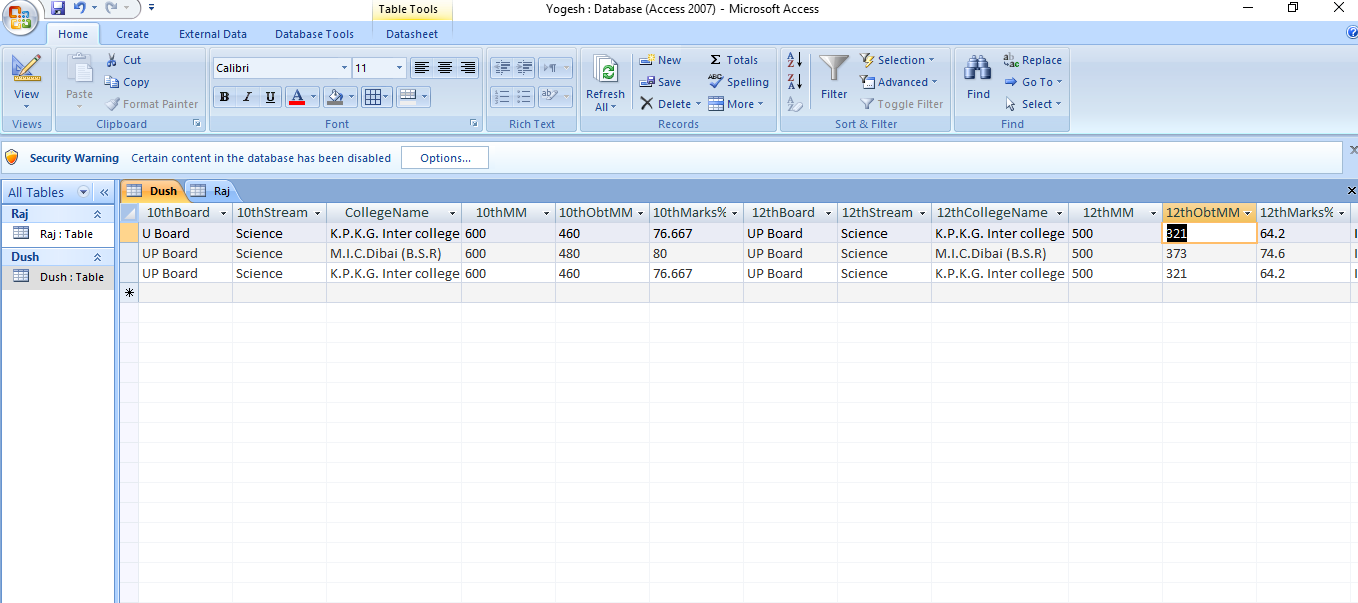 Table Tools Yogesh : Database (Access 2007) - Microsoft Access
Home Create External Data Database Tools Datasheet
View
Views
Paste
Cut
Copy
Format Painter
Clipboard
Calibri 11
B I U A
Font
Rich Text
Refresh All
New Totals
Save Spelling
Delete More
Records
Filter
Selection
Advanced
Toggle Filter
Sort & Filter
Find
Replace
Go To
Select
Find
Security Warning Certain content in the database has been disabled Options...
All Tables «
Raj
Raj : Table
Dush
Dush : Table
Dush Raj
10thBoard 10thStream CollegeName 10thMM 10thObtMM 10thMarks% 12thBoard 12thStream 12thCollegeName 12thMM 12thObtMM 12thMarks%
U Board Science K.P.K.G. Inter college 600 460 76.667 UP Board Science K.P.K.G. Inter college 500 321 64.2
UP Board Science M.I.C.Dibai (B.S.R) 600 480 80 UP Board Science M.I.C.Dibai (B.S.R) 500 373 74.6
UP Board Science K.P.K.G. Inter college 600 460 76.667 UP Board Science K.P.K.G. Inter college 500 321 64.2